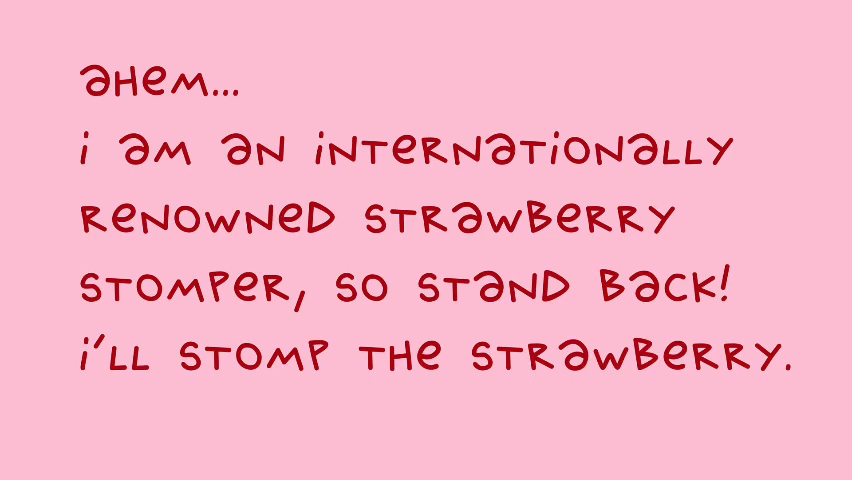 ahem...
i am an internationally
renowned strawberry
stomper, so stand back!
i'll stomp the strawberry.